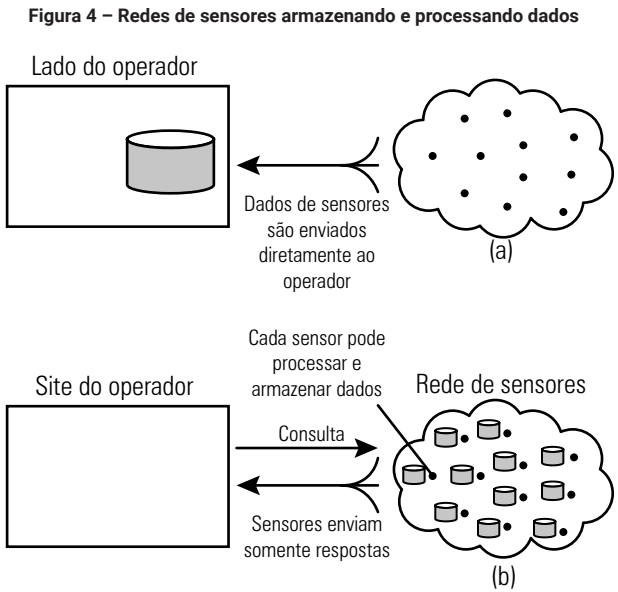 Figura 4 – Redes de sensores armazenando e processando dados
Lado do operador
Dados de sensores
são enviados
diretamente ao
operador
(a)
Cada sensor pode
processar e
armazenar dados
Site do operador
Rede de sensores
Consulta
Sensores enviam
somente respostas
(b)